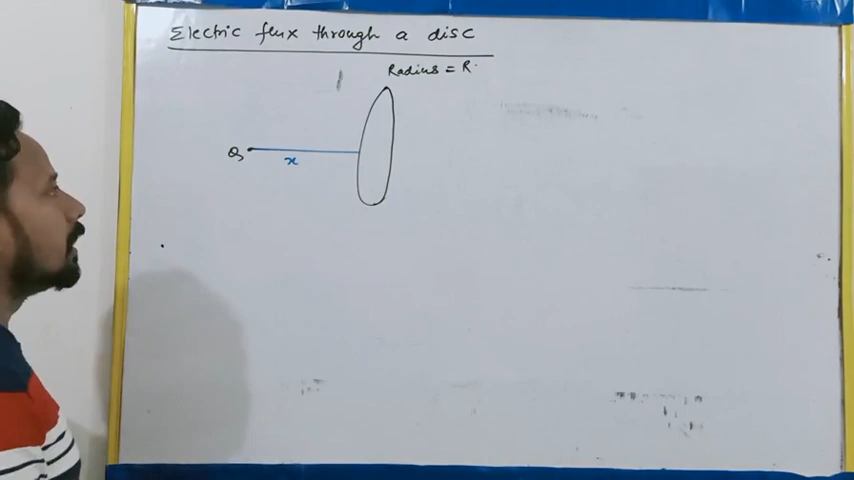 Electric flux through a disc
Radius = R
Q
x